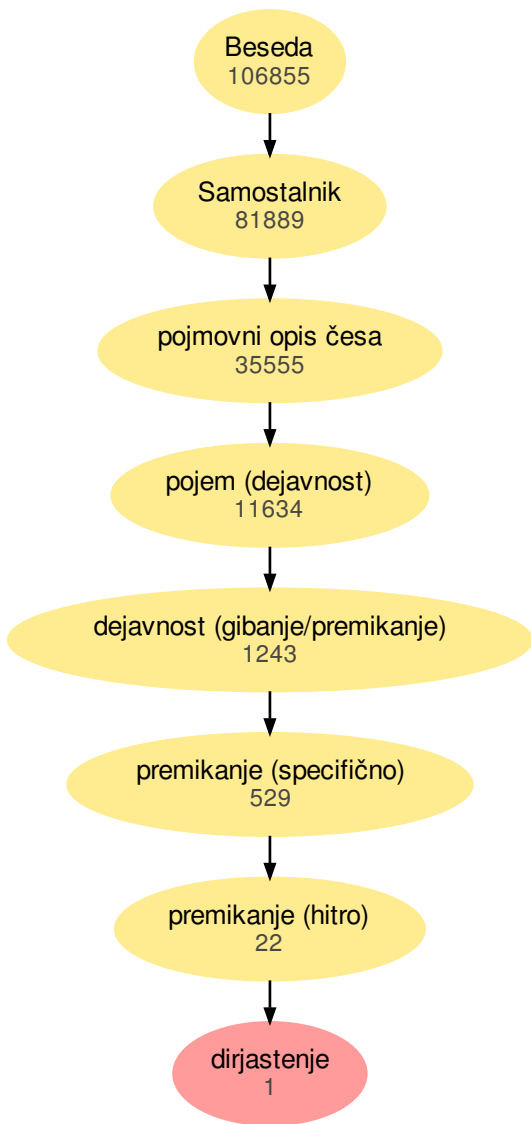 Beseda
106855
Samostalnik
81889
pojmovni opis česa
35555
pojem (dejavnost)
11634
dejavnost (gibanje/premikanje)
1243
premikanje (specifično)
529
premikanje (hitro)
22
dirjastenje
1